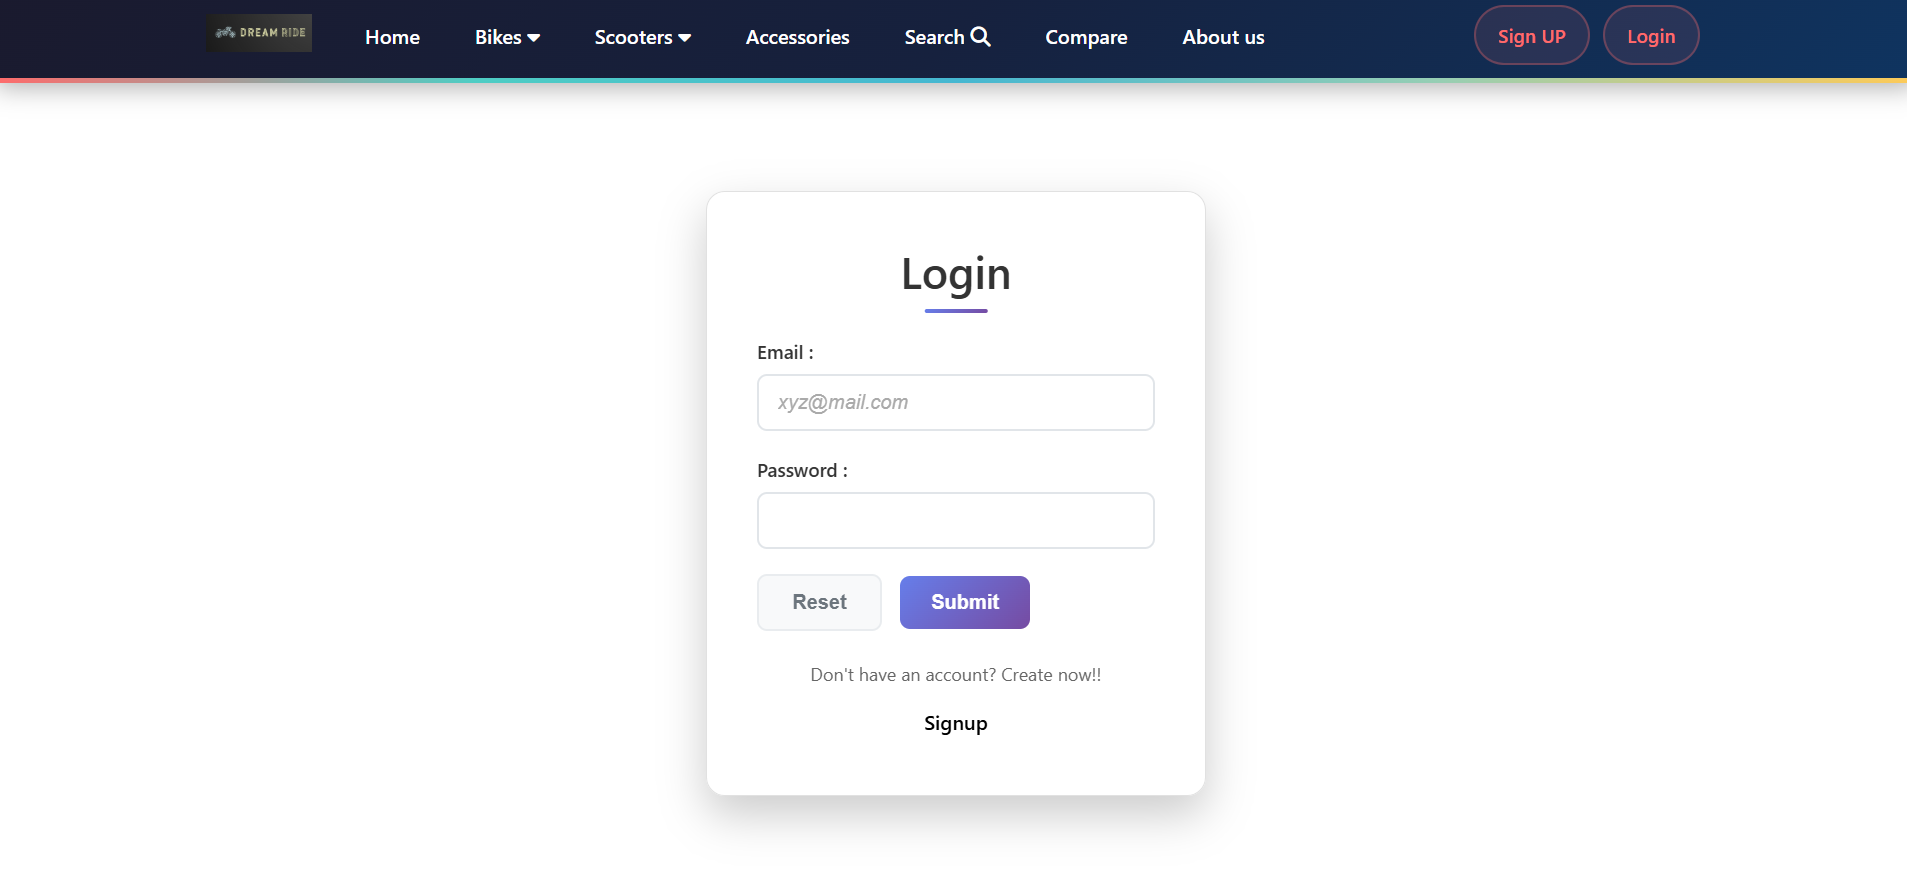 DREAM RIDE
Home Bikes Scooters Accessories Search Compare About us Sign UP Login
Login
Email :
xyz@mail.com
Password :
Reset Submit
Don't have an account? Create now!!
Signup